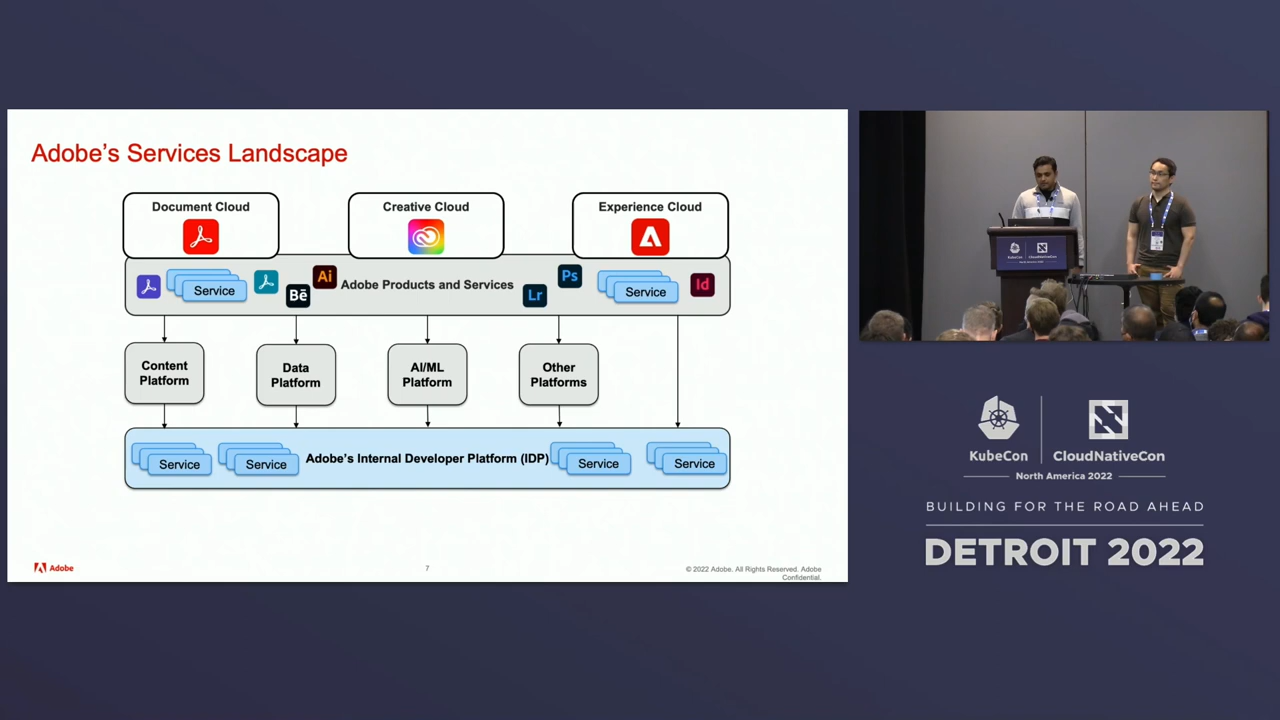 Adobe's Services Landscape
Document Cloud
Creative Cloud
Experience Cloud
Service
Bē
Ai
Adobe Products and Services
Lr
Ps
Service
Id
Content
Platform
Data
Platform
AI/ML
Platform
Other
Platforms
Service
Service
Adobe's Internal Developer Platform (IDP)
Service
Service
Adobe
7
© 2022 Adobe. All Rights Reserved. Adobe
Confidential.
KubeCon
CloudNativeCon
North America 2022
BUILDING FOR THE ROAD AHEAD
DETROIT 2022